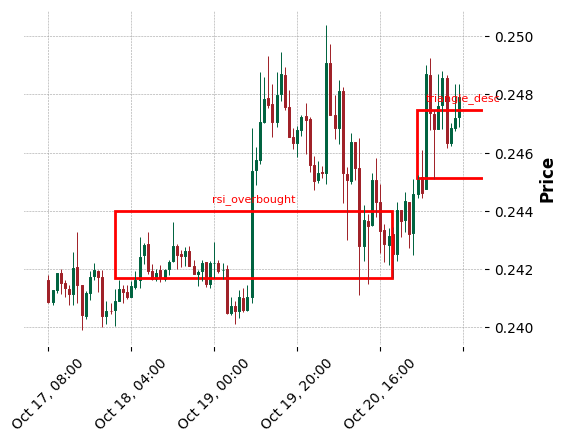 0.250
0.248
triangle_desc
0.246
rsi_overbought
0.244
0.242
0.240
Price
Oct 17, 08:00
Oct 18, 04:00
Oct 19, 00:00
Oct 19, 20:00
Oct 20, 16:00